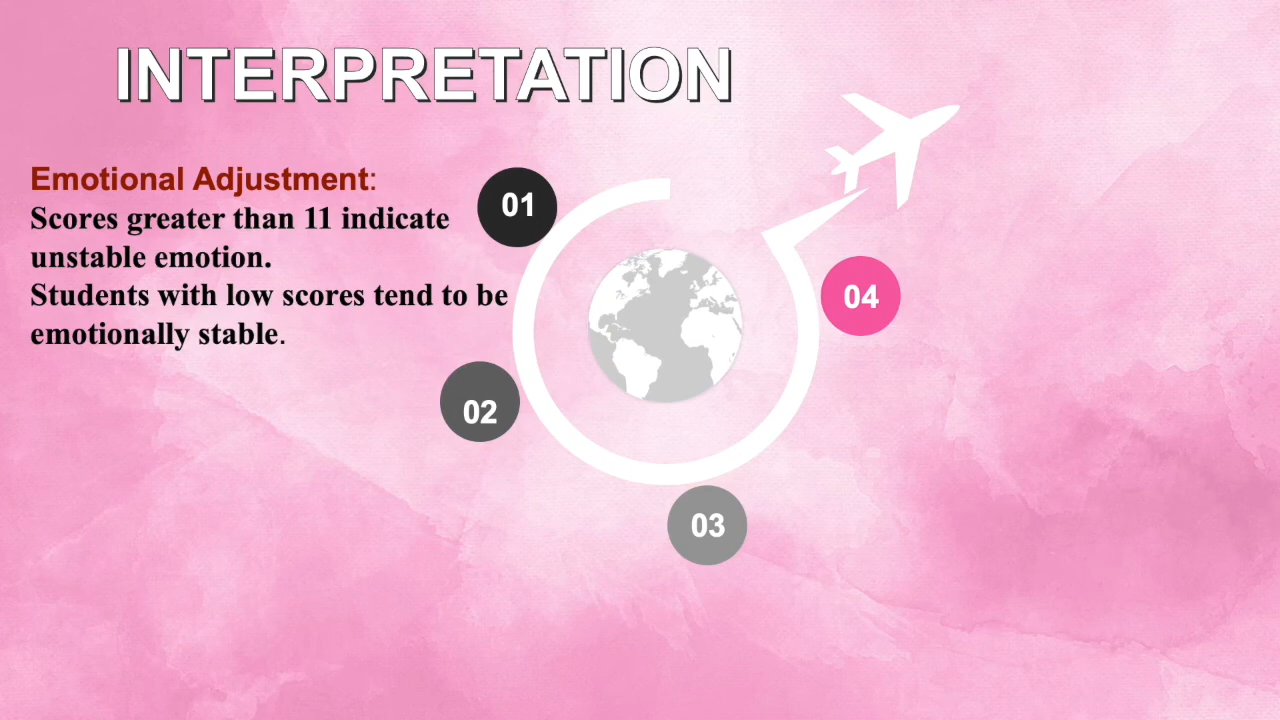 INTERPRETATION
Emotional Adjustment:
Scores greater than 11 indicate
unstable emotion.
Students with low scores tend to be
emotionally stable.
01
02
03
04